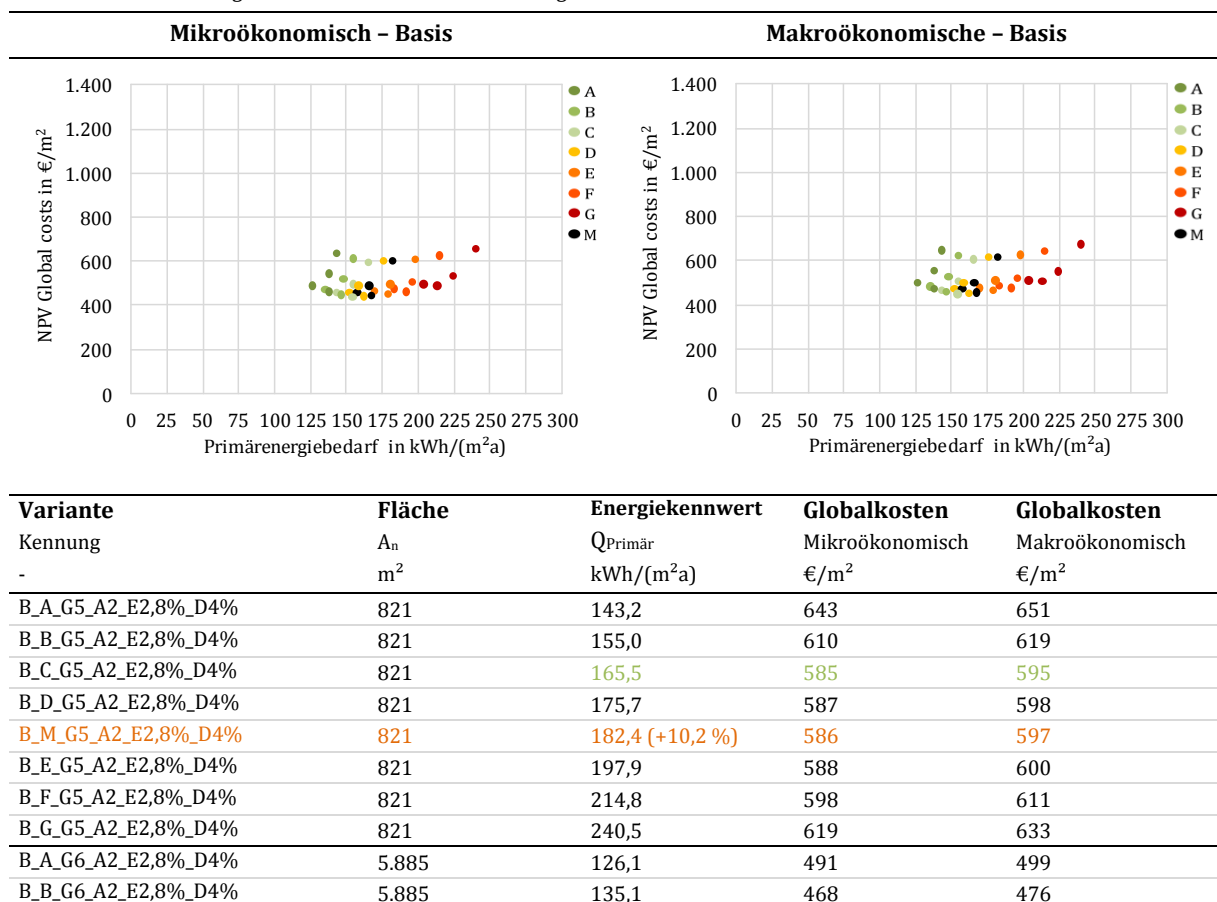 Mikroökonomisch – Basis Makroökonomische – Basis
1.400
1.200
1.000
800
600
400
200
0
NPV Global costs in €/m²
0 25 50 75 100 125 150 175 200 225 250 275 300
Primärenergiebedarf in kWh/(m²a)
A
B
C
D
E
F
G
M
1.400
1.200
1.000
800
600
400
200
0
NPV Global costs in €/m²
0 25 50 75 100 125 150 175 200 225 250 275 300
Primärenergiebedarf in kWh/(m²a)
A
B
C
D
E
F
G
M
Variante Fläche Energiekennwert Globalkosten Globalkosten
Kennung Aₙ QPrimär Mikroökonomisch Makroökonomisch
- m² kWh/(m²a) €/m² €/m²
B_A_G5_A2_E2,8%_D4% 821 143,2 643 651
B_B_G5_A2_E2,8%_D4% 821 155,0 610 619
B_C_G5_A2_E2,8%_D4% 821 165,5 585 595
B_D_G5_A2_E2,8%_D4% 821 175,7 587 598
B_M_G5_A2_E2,8%_D4% 821 182,4 (+10,2 %) 586 597
B_E_G5_A2_E2,8%_D4% 821 197,9 588 600
B_F_G5_A2_E2,8%_D4% 821 214,8 598 611
B_G_G5_A2_E2,8%_D4% 821 240,5 619 633
B_A_G6_A2_E2,8%_D4% 5.885 126,1 491 499
B_B_G6_A2_E2,8%_D4% 5.885 135,1 468 476